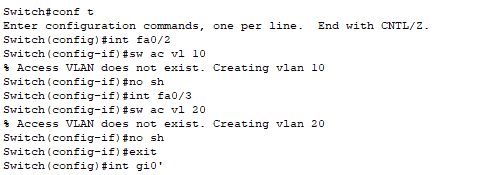 Switch#conf t
Enter configuration commands, one per line.  End with CNTL/Z.
Switch(config)#int fa0/2
Switch(config-if)#sw ac vl 10
% Access VLAN does not exist. Creating vlan 10
Switch(config-if)#no sh
Switch(config-if)#int fa0/3
Switch(config-if)#sw ac vl 20
% Access VLAN does not exist. Creating vlan 20
Switch(config-if)#no sh
Switch(config-if)#exit
Switch(config)#int gi0'